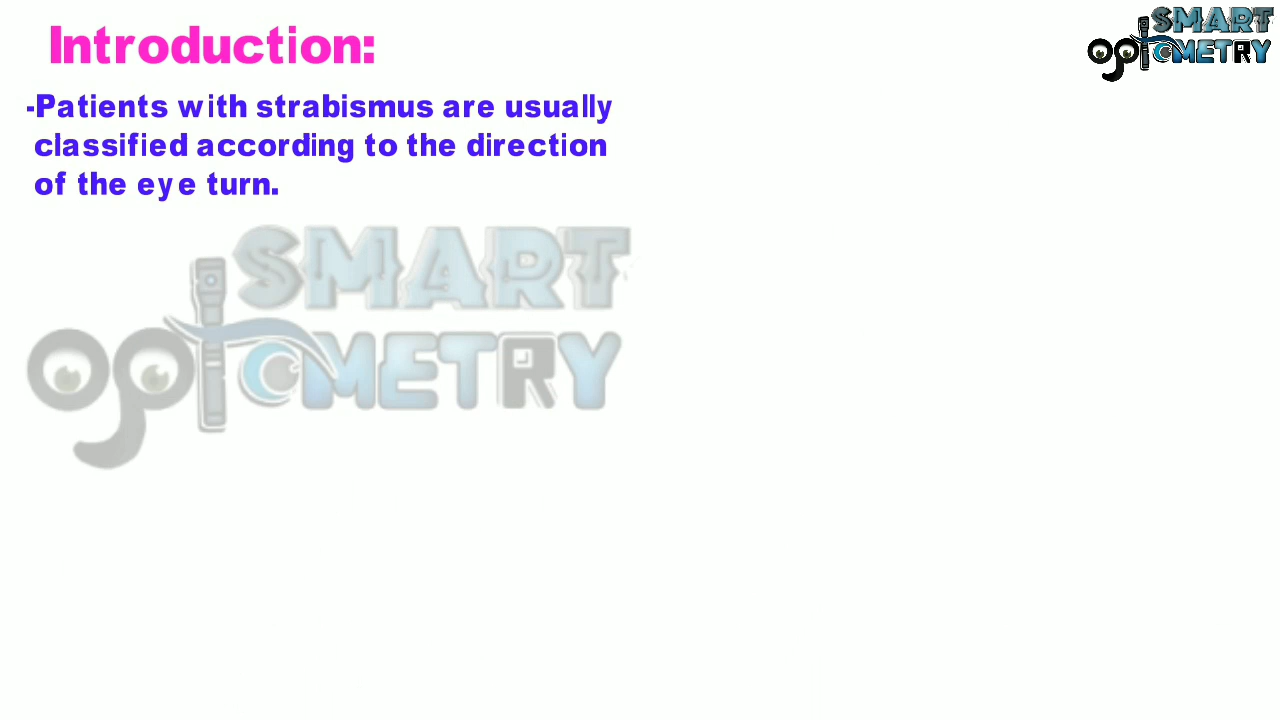 Introduction:
SMART
OptOMETRY
-Patients with strabismus are usually
classified according to the direction
of the eye turn.
SMART
OptOMETRY